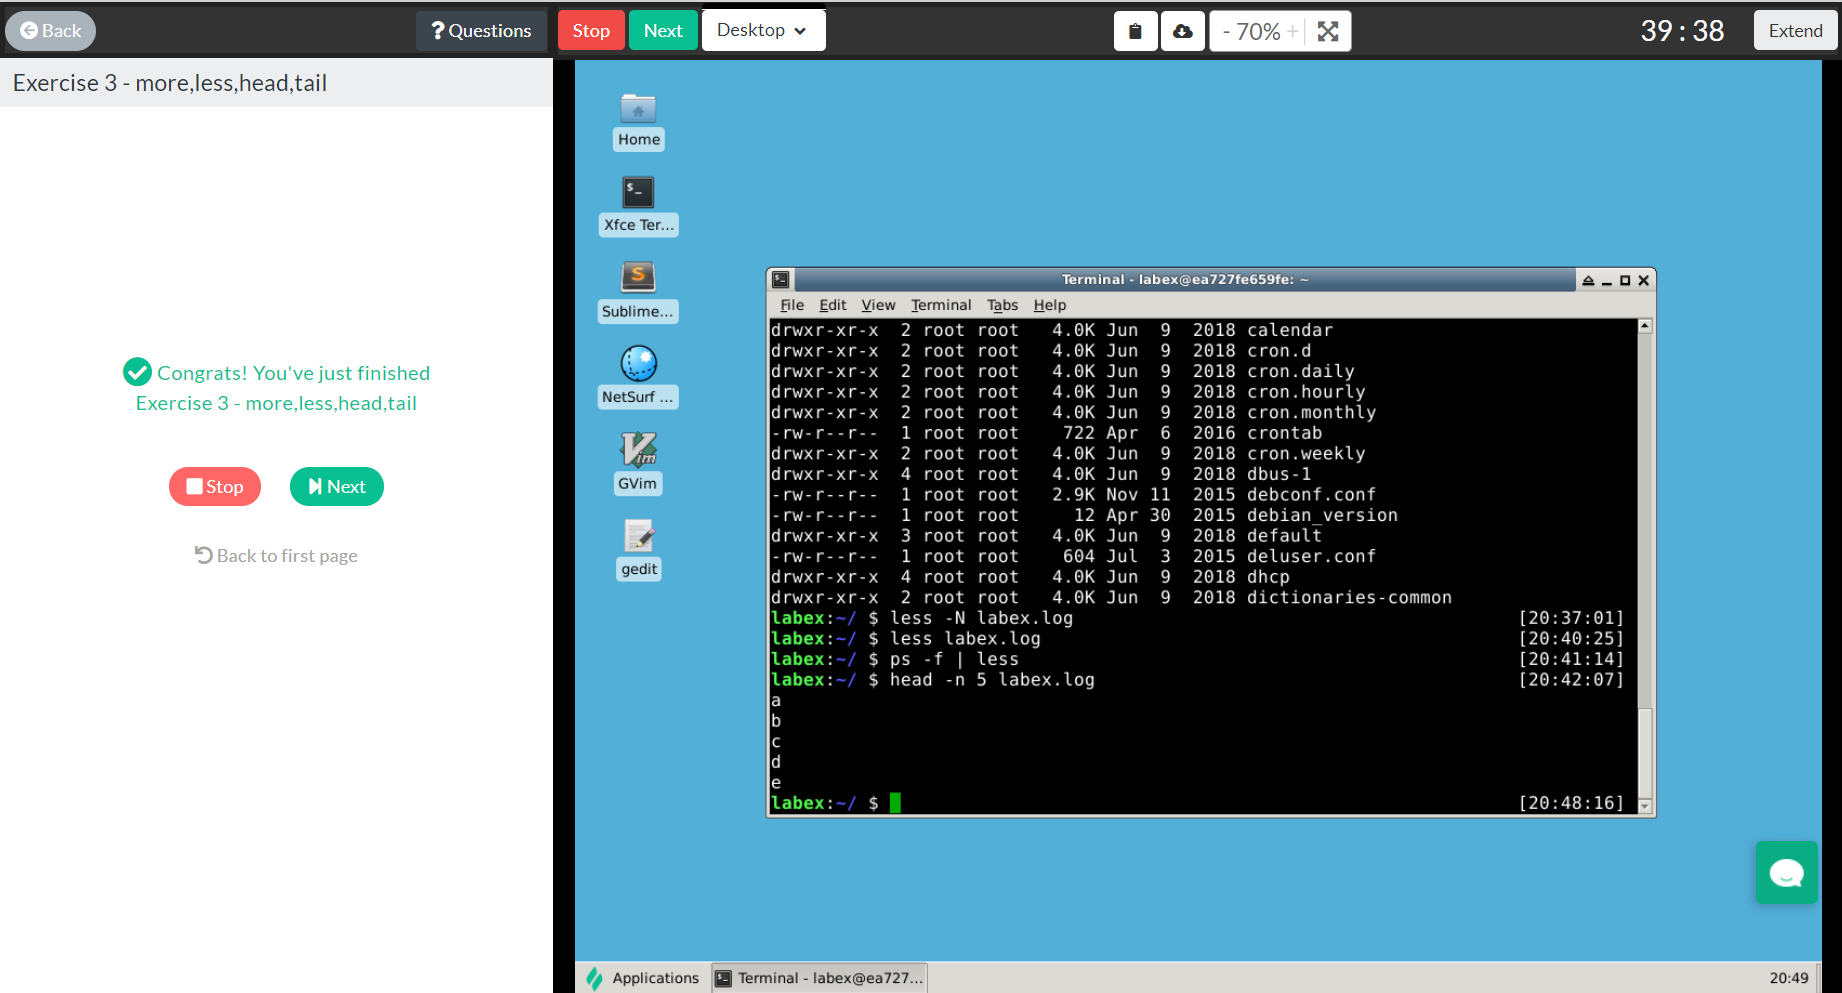 Back
? Questions
Stop
Next
Desktop
- 70% +
39 : 38
Extend
Exercise 3 - more,less,head,tail
Congrats! You've just finished
Exercise 3 - more,less,head,tail
Stop
Next
Back to first page
Home
Xfce Ter...
Sublime...
NetSurf ...
GVim
gedit
Terminal - labex@ea727fe659fe: ~
File Edit View Terminal Tabs Help
drwxr-xr-x 2 root root 4.0K Jun 9 2018 calendar
drwxr-xr-x 2 root root 4.0K Jun 9 2018 cron.d
drwxr-xr-x 2 root root 4.0K Jun 9 2018 cron.daily
drwxr-xr-x 2 root root 4.0K Jun 9 2018 cron.hourly
drwxr-xr-x 2 root root 4.0K Jun 9 2018 cron.monthly
-rw-r--r-- 1 root root 722 Apr 6 2016 crontab
drwxr-xr-x 2 root root 4.0K Jun 9 2018 cron.weekly
drwxr-xr-x 4 root root 4.0K Jun 9 2018 dbus-1
-rw-r--r-- 1 root root 2.9K Nov 11 2015 debconf.conf
-rw-r--r-- 1 root root 12 Apr 30 2015 debian_version
drwxr-xr-x 3 root root 4.0K Jun 9 2018 default
-rw-r--r-- 1 root root 604 Jul 3 2015 deluser.conf
drwxr-xr-x 4 root root 4.0K Jun 9 2018 dhcp
drwxr-xr-x 2 root root 4.0K Jun 9 2018 dictionaries-common
labex:~/ $ less -N labex.log [20:37:01]
labex:~/ $ less labex.log [20:40:25]
labex:~/ $ ps -f | less [20:41:14]
labex:~/ $ head -n 5 labex.log [20:42:07]
a
b
c
d
e
labex:~/ $ [20:48:16]
Applications
Terminal - labex@ea727...
20:49